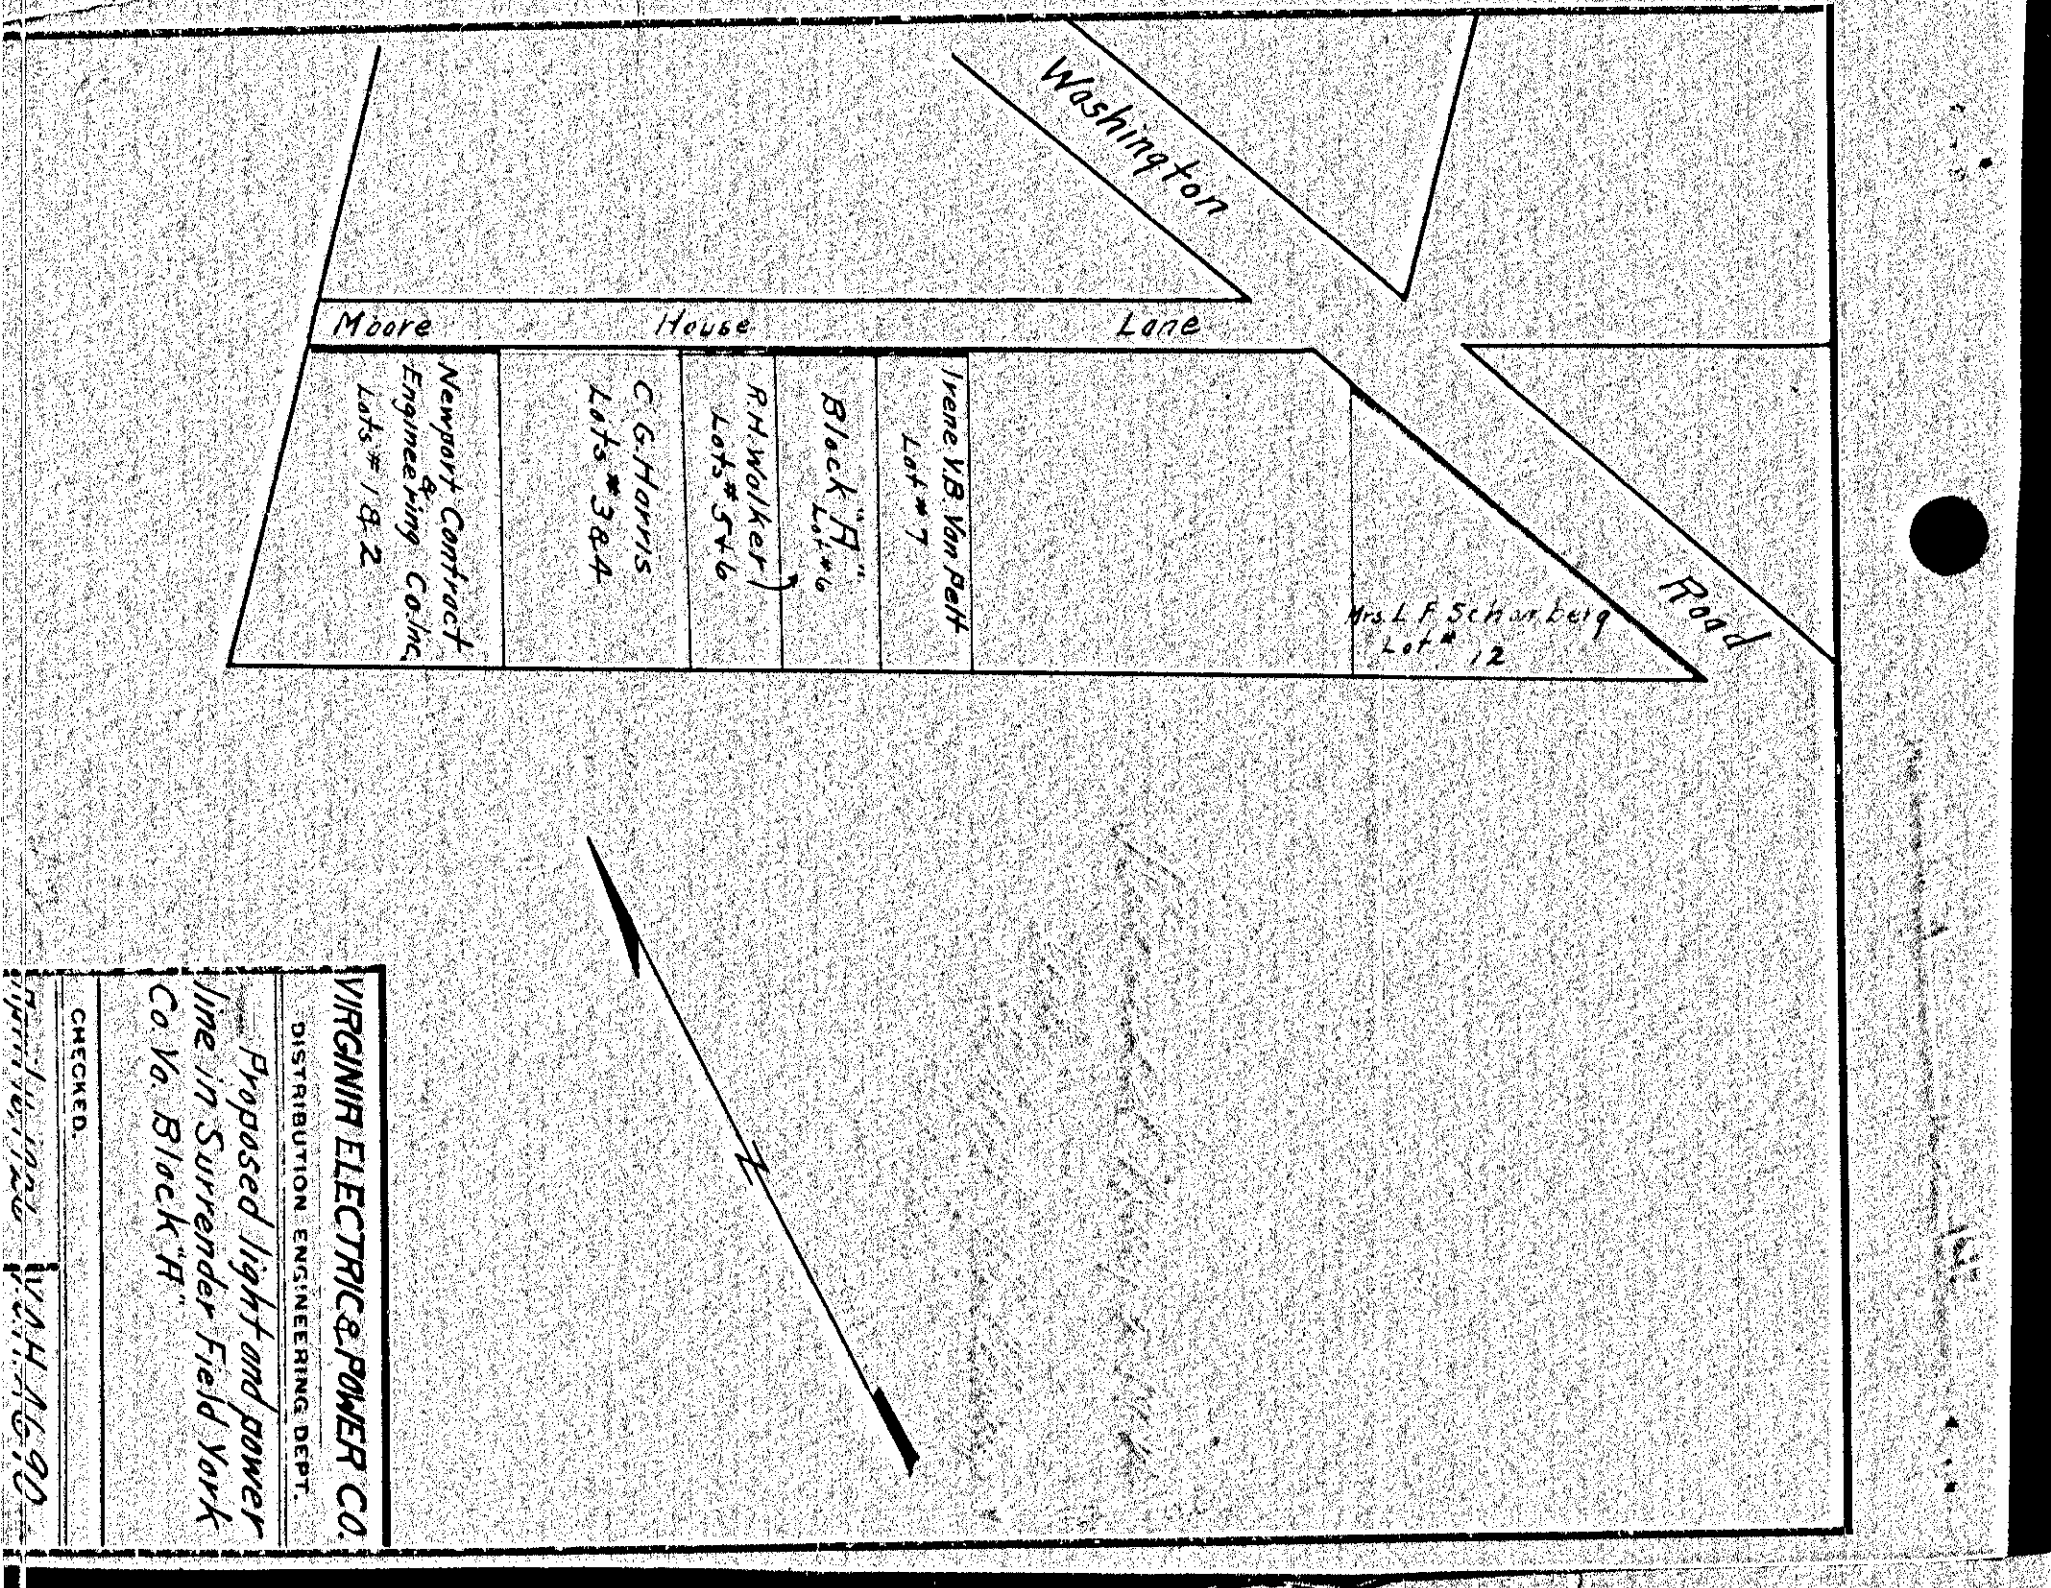 Washington
Road
Moore House Lane
Newport Contract
&
Engineering Co. Inc.
Lots # 1 & 2
C. G. Harris
Lots # 3 & 4
R. H. Walker
Lots # 5 + 6
Block "A"
Lot # 6
Irene V. B Van Pelt
Lot # 7
Mrs. L F Schamberg
Lot # 12
N
VIRGINIA ELECTRIC & POWER CO.
DISTRIBUTION ENGINEERING DEPT.
Proposed light and power
line in Surrender Field York
Co. Va. Block "A"
CHECKED.